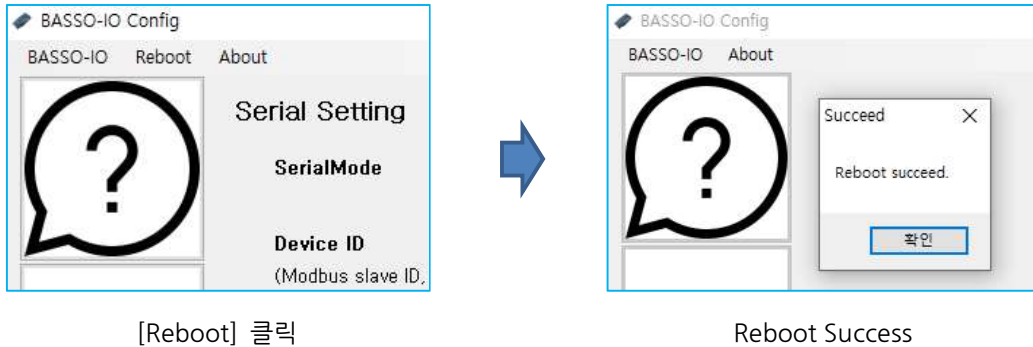 BASSO-IO Config
BASSO-IO Reboot About
?
Serial Setting
SerialMode
Device ID
(Modbus slave ID,
[Reboot] 클릭
BASSO-IO Config
BASSO-IO About
?
Succeed
Reboot succeed.
확인
Reboot Success